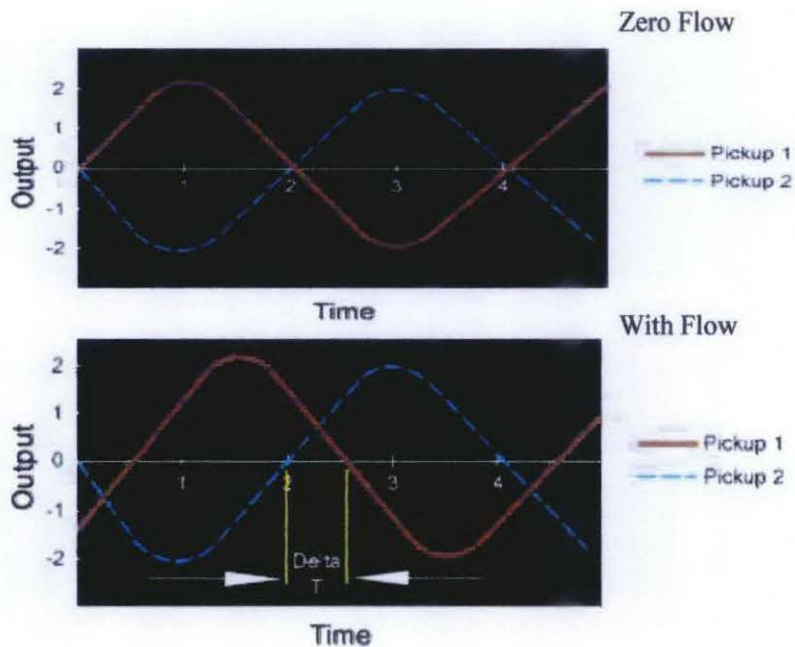 Zero Flow
2
1
0
-1
-2
Output
1
2
3
4
Pickup 1
Pickup 2
Time
With Flow
2
1
0
-1
-2
Output
1
2
3
4
Pickup 1
Pickup 2
Delta
T
Time